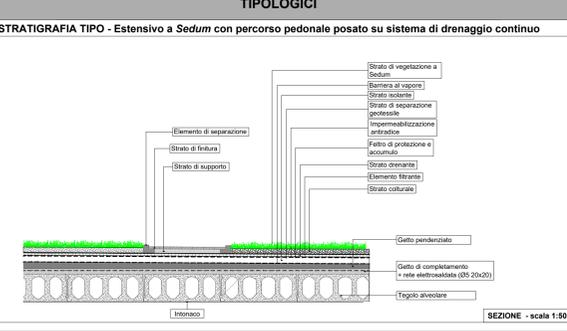 TIPOLOGICI
STRATIGRAFIA TIPO - Estensivo a Sedum con percorso pedonale posato su sistema di drenaggio continuo
Strato di vegetazione a
Sedum
Barriera al vapore
Strato isolante
Strato di separazione
geotessile
Impermeabilizzazione
antiradice
Feltro di protezione e
accumulo
Strato drenante
Elemento filtrante
Strato colturale
Elemento di separazione
Strato di finitura
Strato di supporto
Getto pendenziato
Getto di completamento
+ rete elettrosaldata (Ø5 20x20)
Tegolo alveolare
Intonaco
SEZIONE - scala 1:50